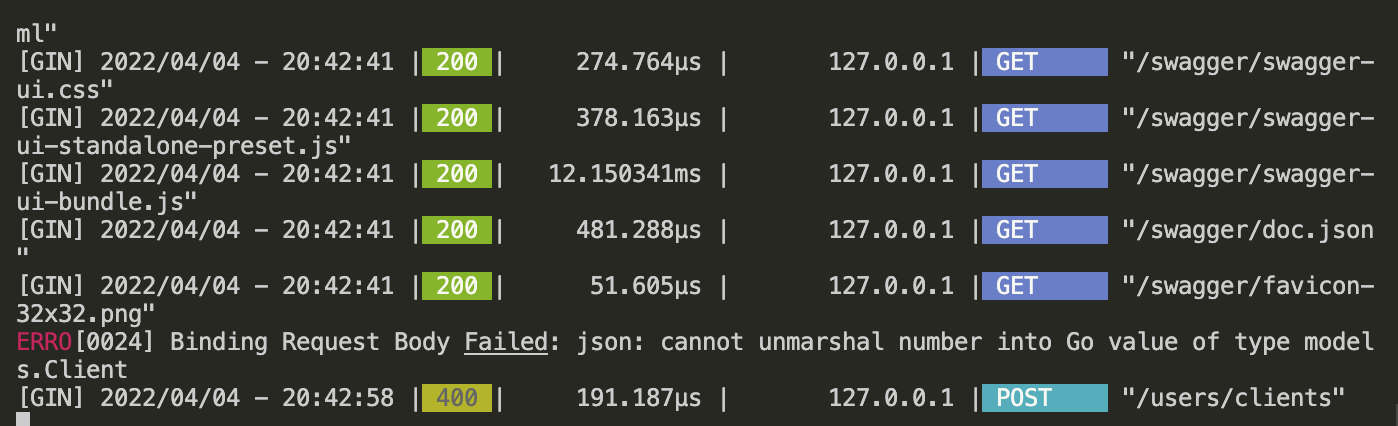 ml"
[GIN] 2022/04/04 - 20:42:41 | 200 |     274.764µs |       127.0.0.1 | GET      "/swagger/swagger-
ui.css"
[GIN] 2022/04/04 - 20:42:41 | 200 |     378.163µs |       127.0.0.1 | GET      "/swagger/swagger-
ui-standalone-preset.js"
[GIN] 2022/04/04 - 20:42:41 | 200 |   12.150341ms |       127.0.0.1 | GET      "/swagger/swagger-
ui-bundle.js"
[GIN] 2022/04/04 - 20:42:41 | 200 |     481.288µs |       127.0.0.1 | GET      "/swagger/doc.json
"
[GIN] 2022/04/04 - 20:42:41 | 200 |      51.605µs |       127.0.0.1 | GET      "/swagger/favicon-
32x32.png"
ERRO[0024] Binding Request Body Failed: json: cannot unmarshal number into Go value of type model
s.Client
[GIN] 2022/04/04 - 20:42:58 | 400 |     191.187µs |       127.0.0.1 | POST     "/users/clients"